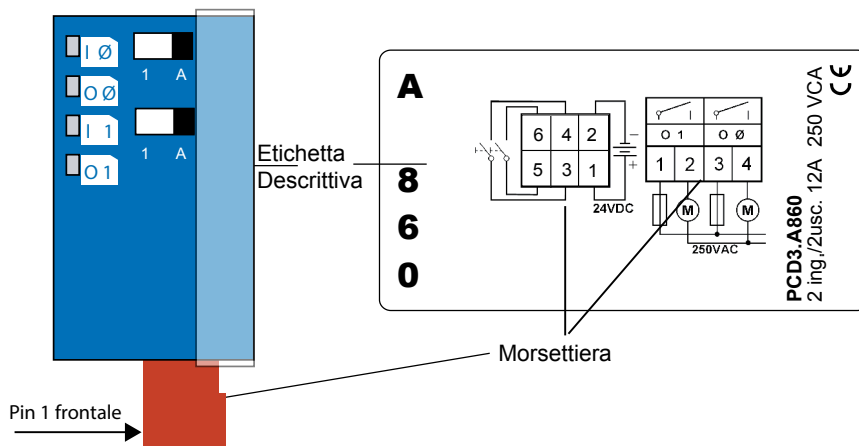 I Ø
1 A
O Ø
I 1
1 A
O 1
Etichetta
Descrittiva
A
8
6
0
6 4 2
5 3 1
−
+
24VDC
O 1 O Ø
1 2 3 4
M M
250VAC
PCD3.A860
2 ing./2usc. 12A 250 VCA
CE
Morsettiera
Pin 1 frontale